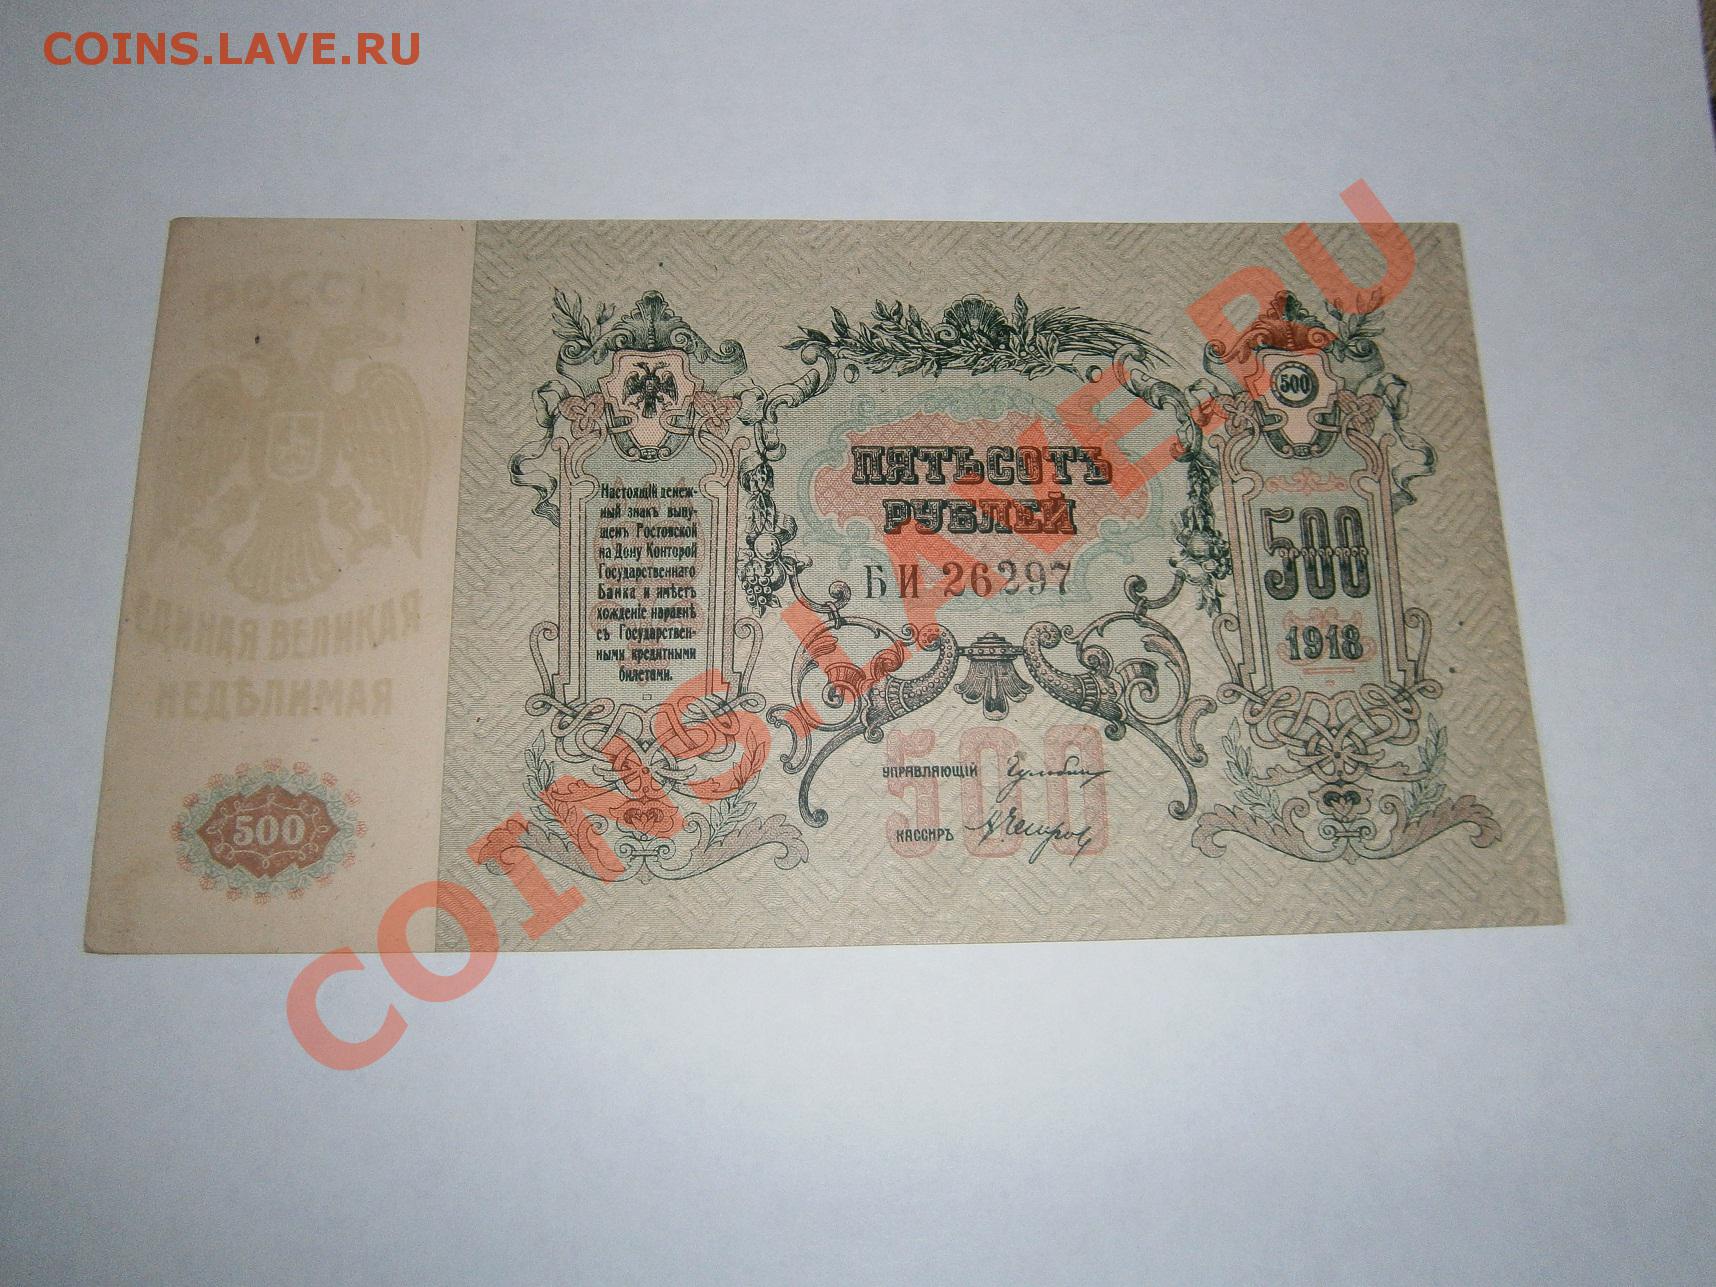 COINS.LAVE.RU
ЕДИНАЯ ВЕЛИКАЯ
НЕДѢЛИМАЯ
500
Настоящій денеж-
ный знакъ выпу-
щенъ Ростовской
на Дону Конторой
Государственнаго
Банка и имѣетъ
хожденіе наравнѣ
съ Государствен-
ными кредитными
билетами.
ПЯТЬСОТЪ
РУБЛЕЙ
БИ 26297
500
УПРАВЛЯЮЩІЙ
КАССИРЪ
500
500
1918
COINS.LAVE.RU